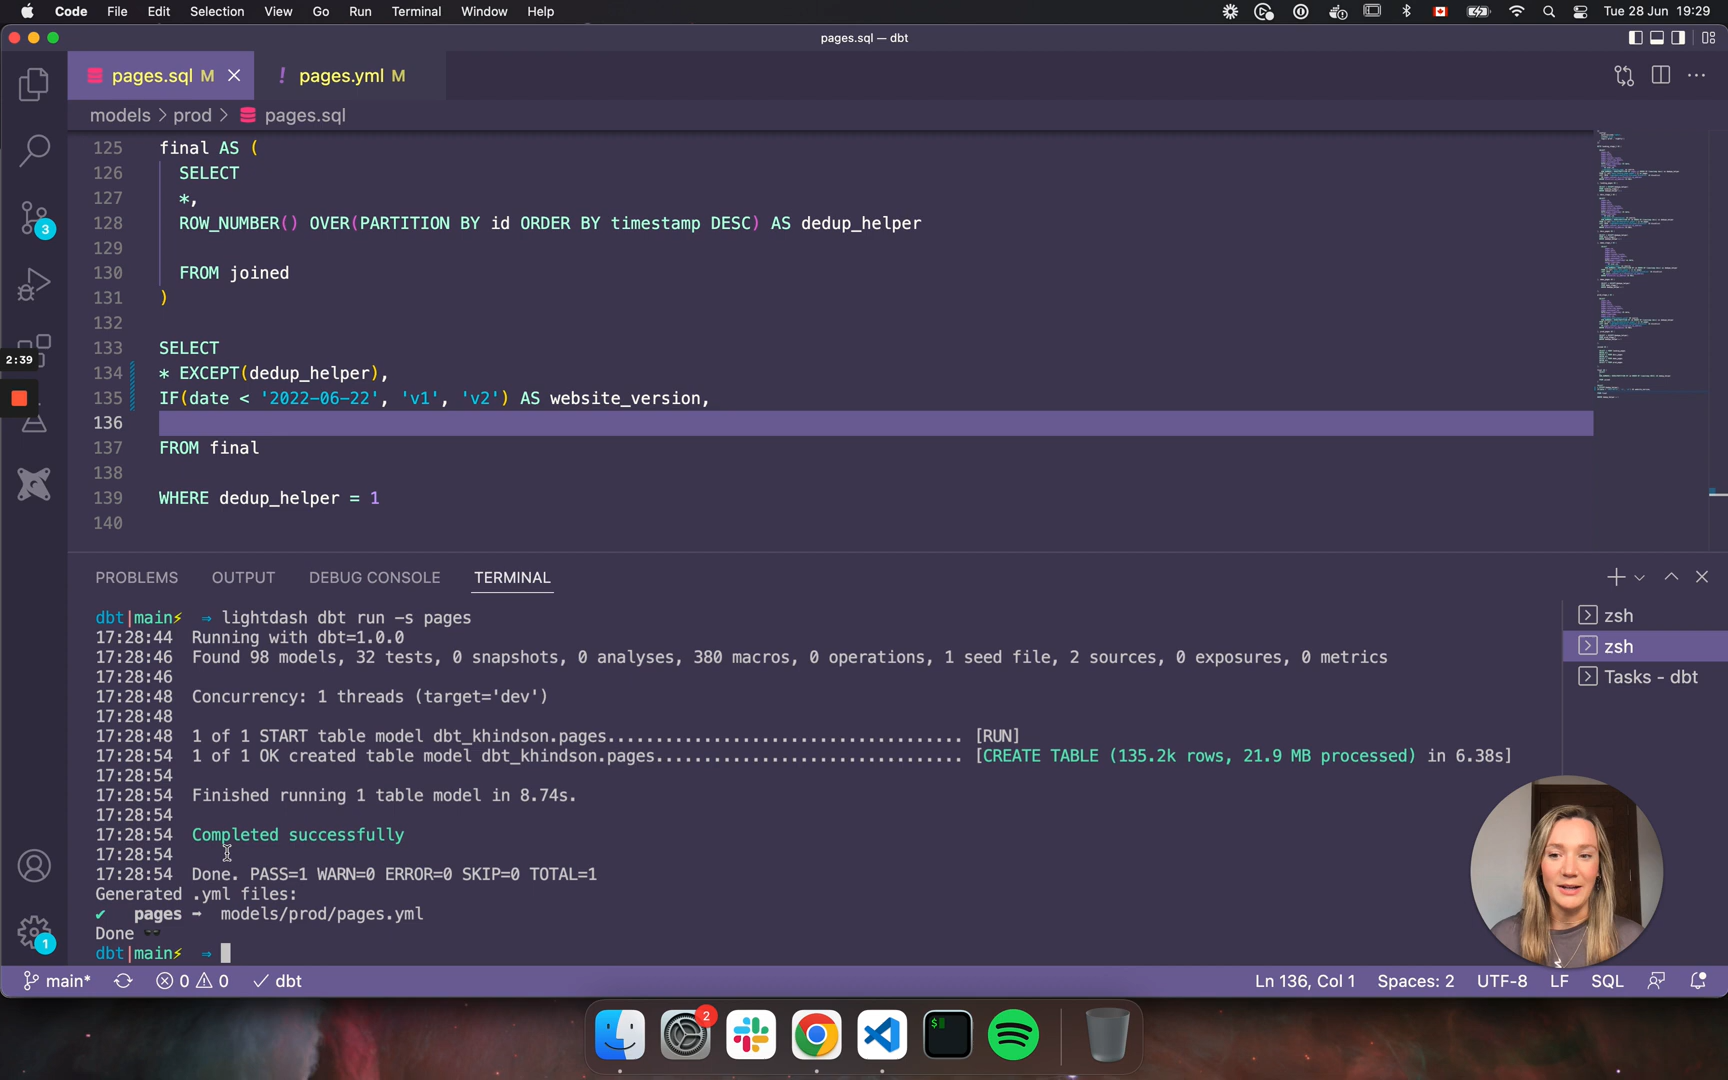 Code File Edit Selection View Go Run Terminal Window Help Tue 28 Jun 19:29
pages.sql — dbt
pages.sql M ! pages.yml M
models > prod > pages.sql
125 final AS (
126 SELECT
127 *,
128 ROW_NUMBER() OVER(PARTITION BY id ORDER BY timestamp DESC) AS dedup_helper
129
130 FROM joined
131 )
132
133 SELECT
134 * EXCEPT(dedup_helper),
135 IF(date < '2022-06-22', 'v1', 'v2') AS website_version,
136
137 FROM final
138
139 WHERE dedup_helper = 1
140
3
2:39
PROBLEMS OUTPUT DEBUG CONSOLE TERMINAL
dbt|main⚡ ⇒ lightdash dbt run -s pages
17:28:44 Running with dbt=1.0.0
17:28:46 Found 98 models, 32 tests, 0 snapshots, 0 analyses, 380 macros, 0 operations, 1 seed file, 2 sources, 0 exposures, 0 metrics
17:28:46
17:28:48 Concurrency: 1 threads (target='dev')
17:28:48
17:28:48 1 of 1 START table model dbt_khindson.pages..................................... [RUN]
17:28:54 1 of 1 OK created table model dbt_khindson.pages................................ [CREATE TABLE (135.2k rows, 21.9 MB processed) in 6.38s]
17:28:54
17:28:54 Finished running 1 table model in 8.74s.
17:28:54
17:28:54 Completed successfully
17:28:54
17:28:54 Done. PASS=1 WARN=0 ERROR=0 SKIP=0 TOTAL=1
Generated .yml files:
✔ pages ➡ models/prod/pages.yml
Done 🕶
dbt|main⚡ ⇒
zsh
zsh
Tasks - dbt
1
main* 0 0 dbt Ln 136, Col 1 Spaces: 2 UTF-8 LF SQL
2
$